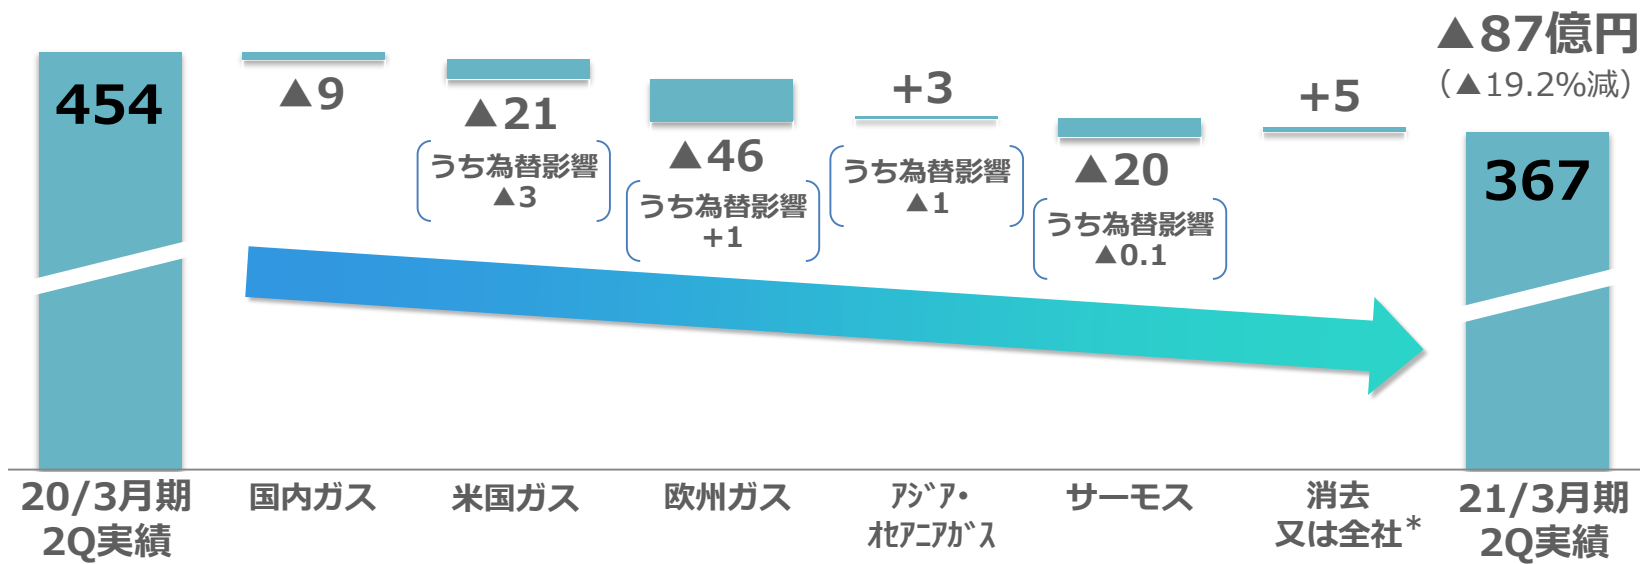 ▲87億円
（▲19.2%減）
454
▲9
▲21
うち為替影響
▲3
▲46
うち為替影響
+1
+3
うち為替影響
▲1
▲20
うち為替影響
▲0.1
+5
367
20/3月期
2Q実績
国内ガス
米国ガス
欧州ガス
ｱｼﾞｱ・
ｵｾｱﾆｱｶﾞｽ
サーモス
消去
又は全社*
21/3月期
2Q実績